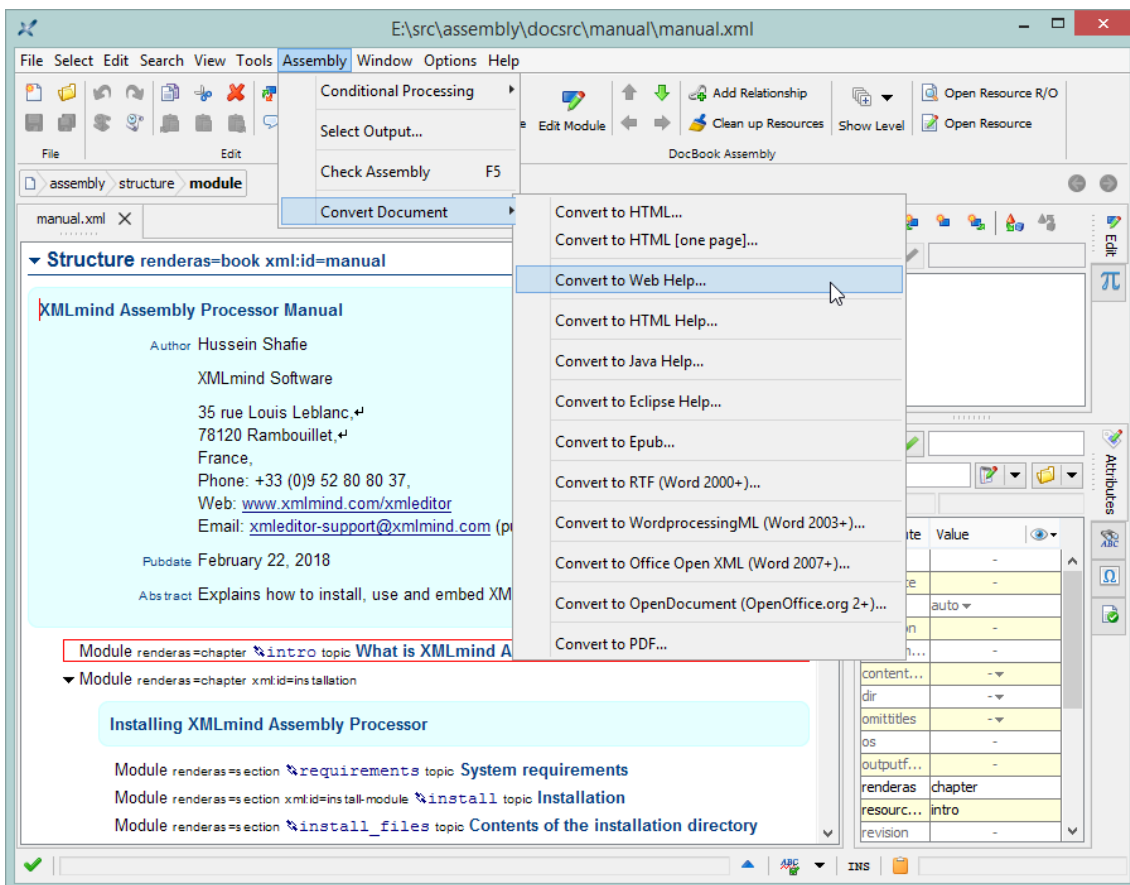 E:\src\assembly\docsrc\manual\manual.xml
File Select Edit Search View Tools Assembly Window Options Help
Conditional Processing
Select Output...
Check Assembly F5
Convert Document
Edit Module
Add Relationship
Clean up Resources
Show Level
Open Resource R/O
Open Resource
File
Edit
DocBook Assembly
assembly structure module
manual.xml
Convert to HTML...
Convert to HTML [one page]...
Convert to Web Help...
Convert to HTML Help...
Convert to Java Help...
Convert to Eclipse Help...
Convert to Epub...
Convert to RTF (Word 2000+)...
Convert to WordprocessingML (Word 2003+)...
Convert to Office Open XML (Word 2007+)...
Convert to OpenDocument (OpenOffice.org 2+)...
Convert to PDF...
Structure renderas=book xml:id=manual
XMLmind Assembly Processor Manual
Author Hussein Shafie
XMLmind Software
35 rue Louis Leblanc,↵
78120 Rambouillet,↵
France,
Phone: +33 (0)9 52 80 80 37,
Web: www.xmlmind.com/xmleditor
Email: xmleditor-support@xmlmind.com
Pubdate February 22, 2018
Abstract Explains how to install, use and embed XM
Module renderas=chapter intro topic What is XMLmind A
Module renderas=chapter xml:id=installation
Installing XMLmind Assembly Processor
Module renderas=section requirements topic System requirements
Module renderas=section xml:id=install-module install topic Installation
Module renderas=section install_files topic Contents of the installation directory
Edit
π
Attributes
ABC
Ω
Value
-
-
auto
-
-
content... -
dir -
omittitles -
os -
outputf... -
renderas chapter
resourc... intro
revision -
ABC
INS